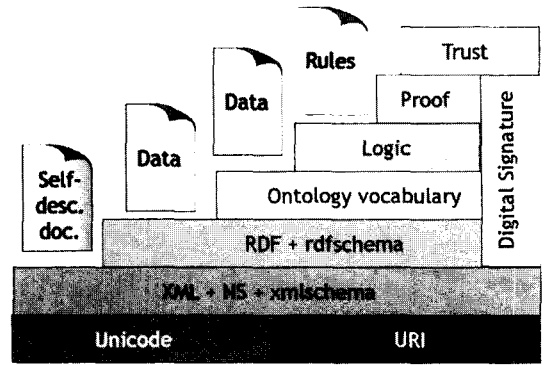 Rules
Trust
Data
Proof
Digital Signature
Data
Logic
Self-
desc.
doc.
Ontology vocabulary
RDF + rdfschema
XML + NS + xmlschema
Unicode
URI